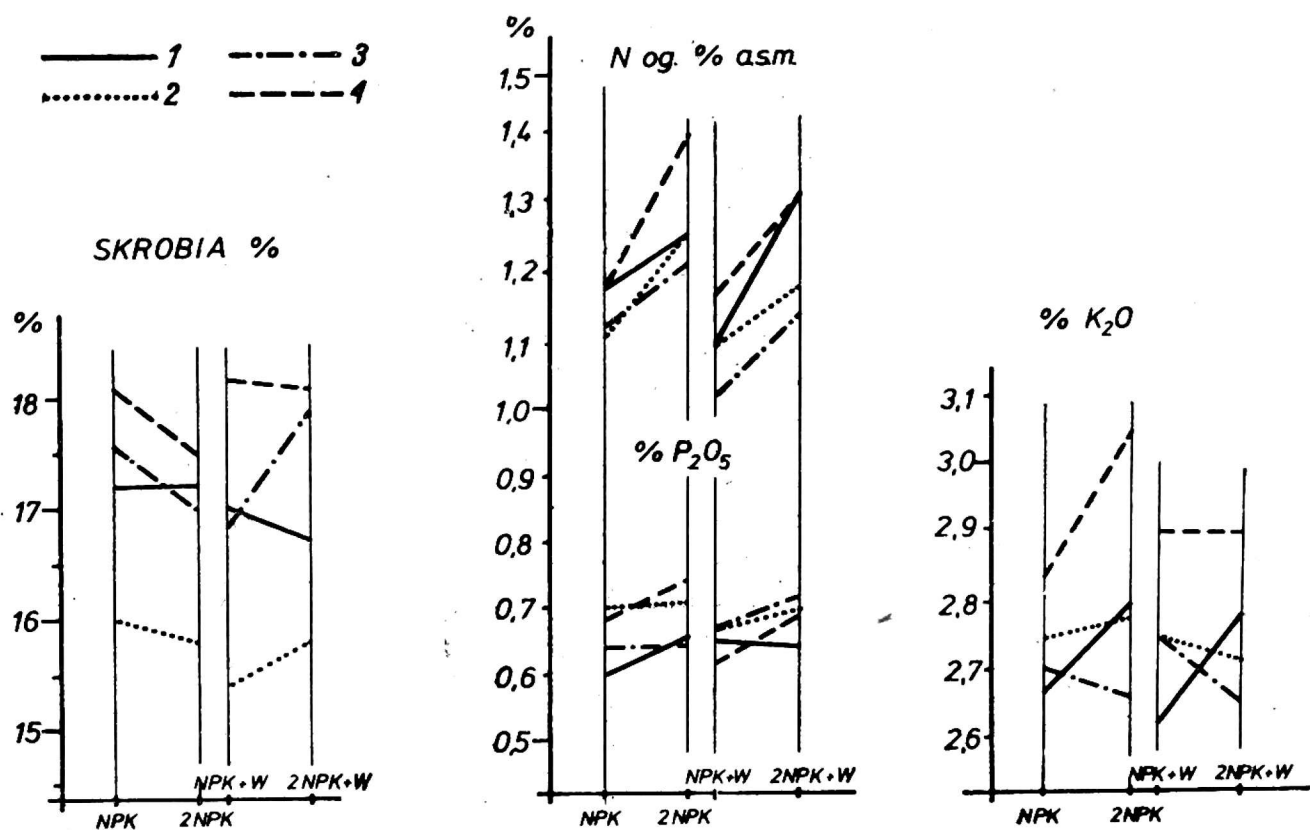 1
2
3
4
SKROBIA %
%
18
17
16
15
NPK
2NPK
NPK+W
2NPK+W
%
N og. % a.s.m.
1,5
1,4
1,3
1,2
1,1
1,0
0,9
% P₂O₅
0,8
0,7
0,6
0,5
NPK
2NPK
NPK+W
2NPK+W
% K₂O
3,1
3,0
2,9
2,8
2,7
2,6
NPK
2NPK
NPK+W
2NPK+W